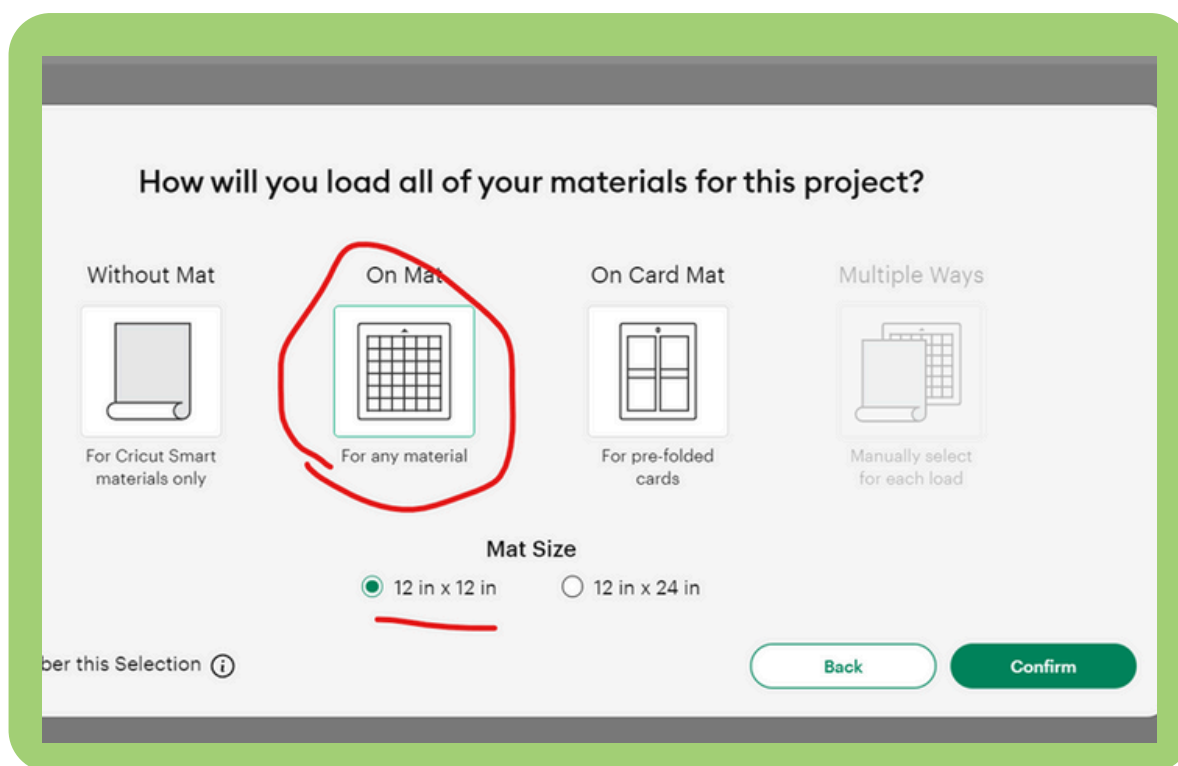 How will you load all of your materials for this project?
Without Mat
On Mat
On Card Mat
Multiple Ways
For Cricut Smart
materials only
For any material
For pre-folded
cards
Manually select
for each load
Mat Size
12 in x 12 in
12 in x 24 in
ber this Selection
Back
Confirm